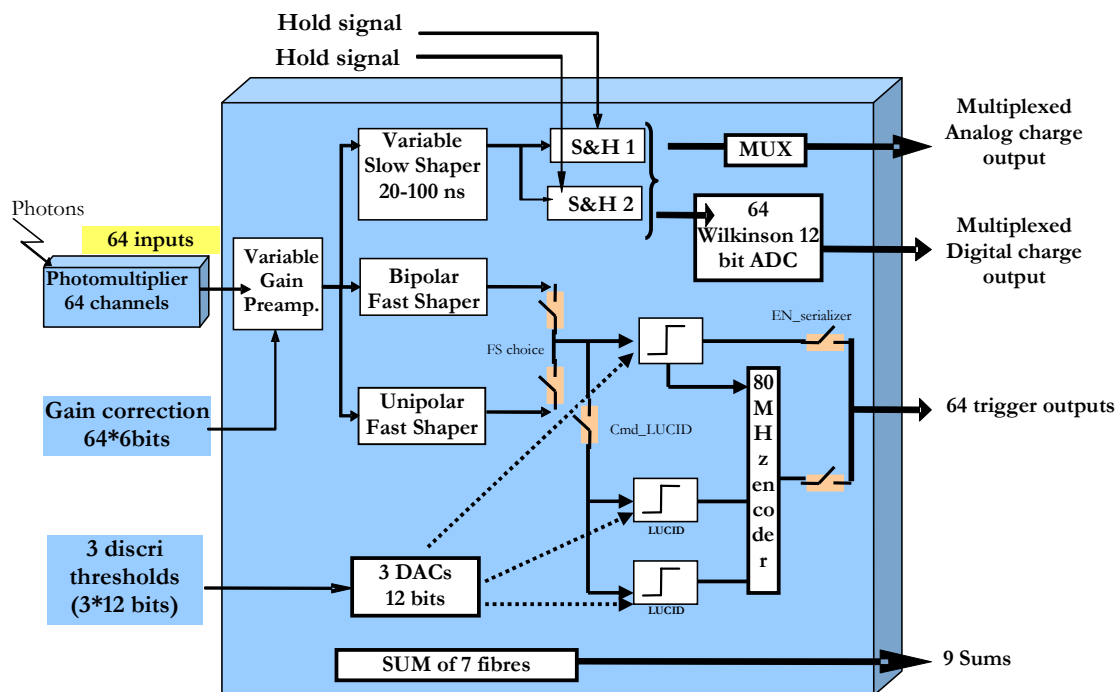 Hold signal
Hold signal
Variable
Slow Shaper
20-100 ns
S&H 1
S&H 2
MUX
Multiplexed
Analog charge
output
64
Wilkinson 12
bit ADC
Multiplexed
Digital charge
output
Photons
64 inputs
Photomultiplier
64 channels
Variable
Gain
Preamp.
Bipolar
Fast Shaper
FS choice
Unipolar
Fast Shaper
EN_serializer
Gain correction
64*6bits
Cmd_LUCID
80
M
H
z
en
co
de
r
64 trigger outputs
LUCID
LUCID
3 discri
thresholds
(3*12 bits)
3 DACs
12 bits
SUM of 7 fibres
9 Sums